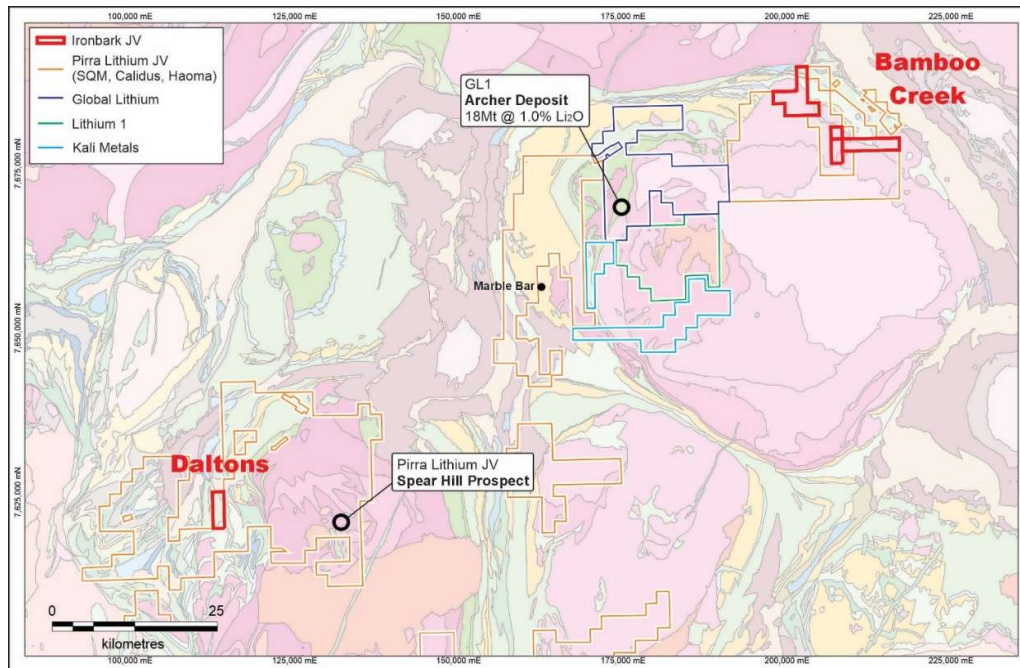 100,000 mE
125,000 mE
150,000 mE
175,000 mE
200,000 mE
225,000 mE
Ironbark JV
Pirra Lithium JV
(SQM, Calidus, Haoma)
Global Lithium
Lithium 1
Kali Metals
GL1
Archer Deposit
18Mt @ 1.0% Li₂O
Bamboo
Creek
7,675,000 mN
Marble Bar
7,650,000 mN
Daltons
Pirra Lithium JV
Spear Hill Prospect
7,625,000 mN
0
25
kilometres
100,000 mE
125,000 mE
150,000 mE
175,000 mE
200,000 mE
225,000 mE